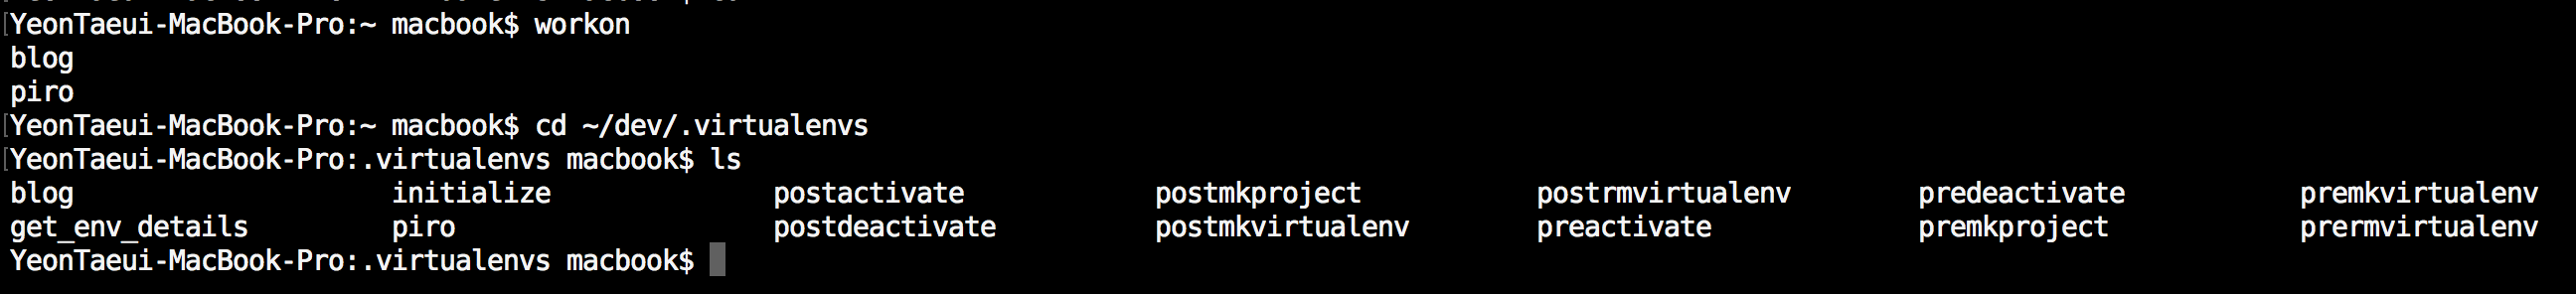 YeonTaeui-MacBook-Pro:~ macbook$ workon
blog
piro
YeonTaeui-MacBook-Pro:~ macbook$ cd ~/dev/.virtualenvs
YeonTaeui-MacBook-Pro:.virtualenvs macbook$ ls
blog initialize postactivate postmkproject postrmvirtualenv predeactivate premkvirtualenv
get_env_details piro postdeactivate postmkvirtualenv preactivate premkproject prermvirtualenv
YeonTaeui-MacBook-Pro:.virtualenvs macbook$